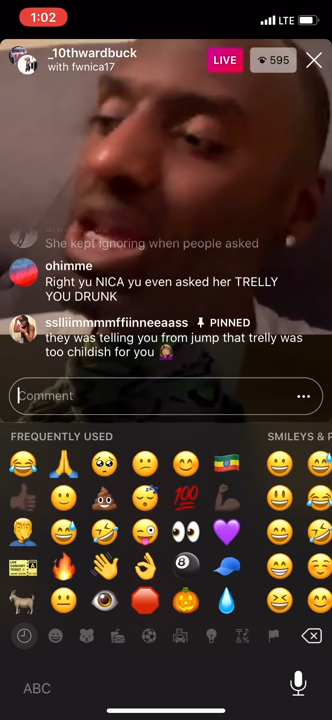 1:02
LTE
_10thwardbuck
with fwnica17
LIVE
595
She kept ignoring when people asked
ohimme
Right yu NICA yu even asked her TRELLY
YOU DRUNK
ssslliimmmmffiinneeaass PINNED
they was telling you from jump that trelly was
too childish for you 🤦🏽‍♀️
Comment
FREQUENTLY USED
SMILEYS & P
ABC